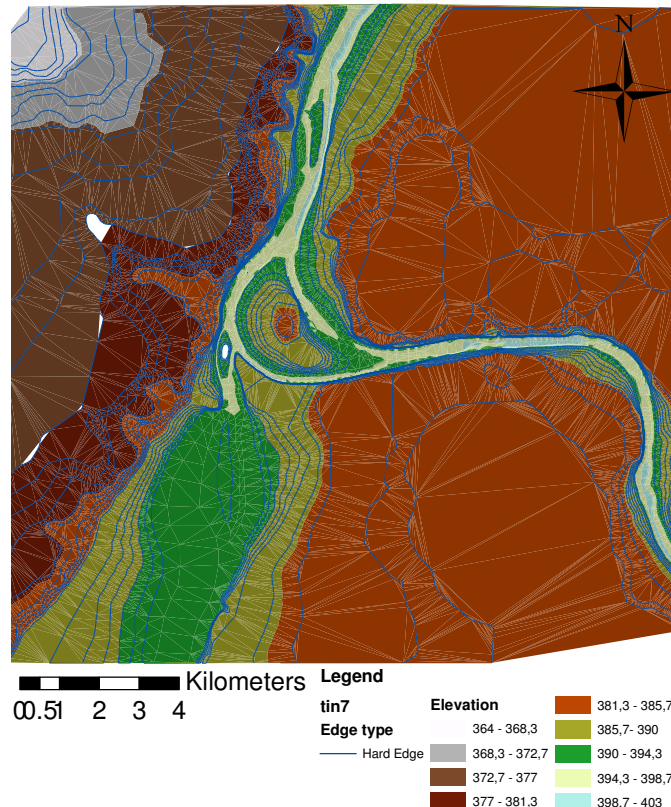 N
Kilometers
00.51 2 3 4
Legend
tin7
Edge type
Hard Edge
Elevation
364 - 368,3
368,3 - 372,7
372,7 - 377
377 - 381,3
381,3 - 385,7
385,7- 390
390 - 394,3
394,3 - 398,7
398,7 - 403